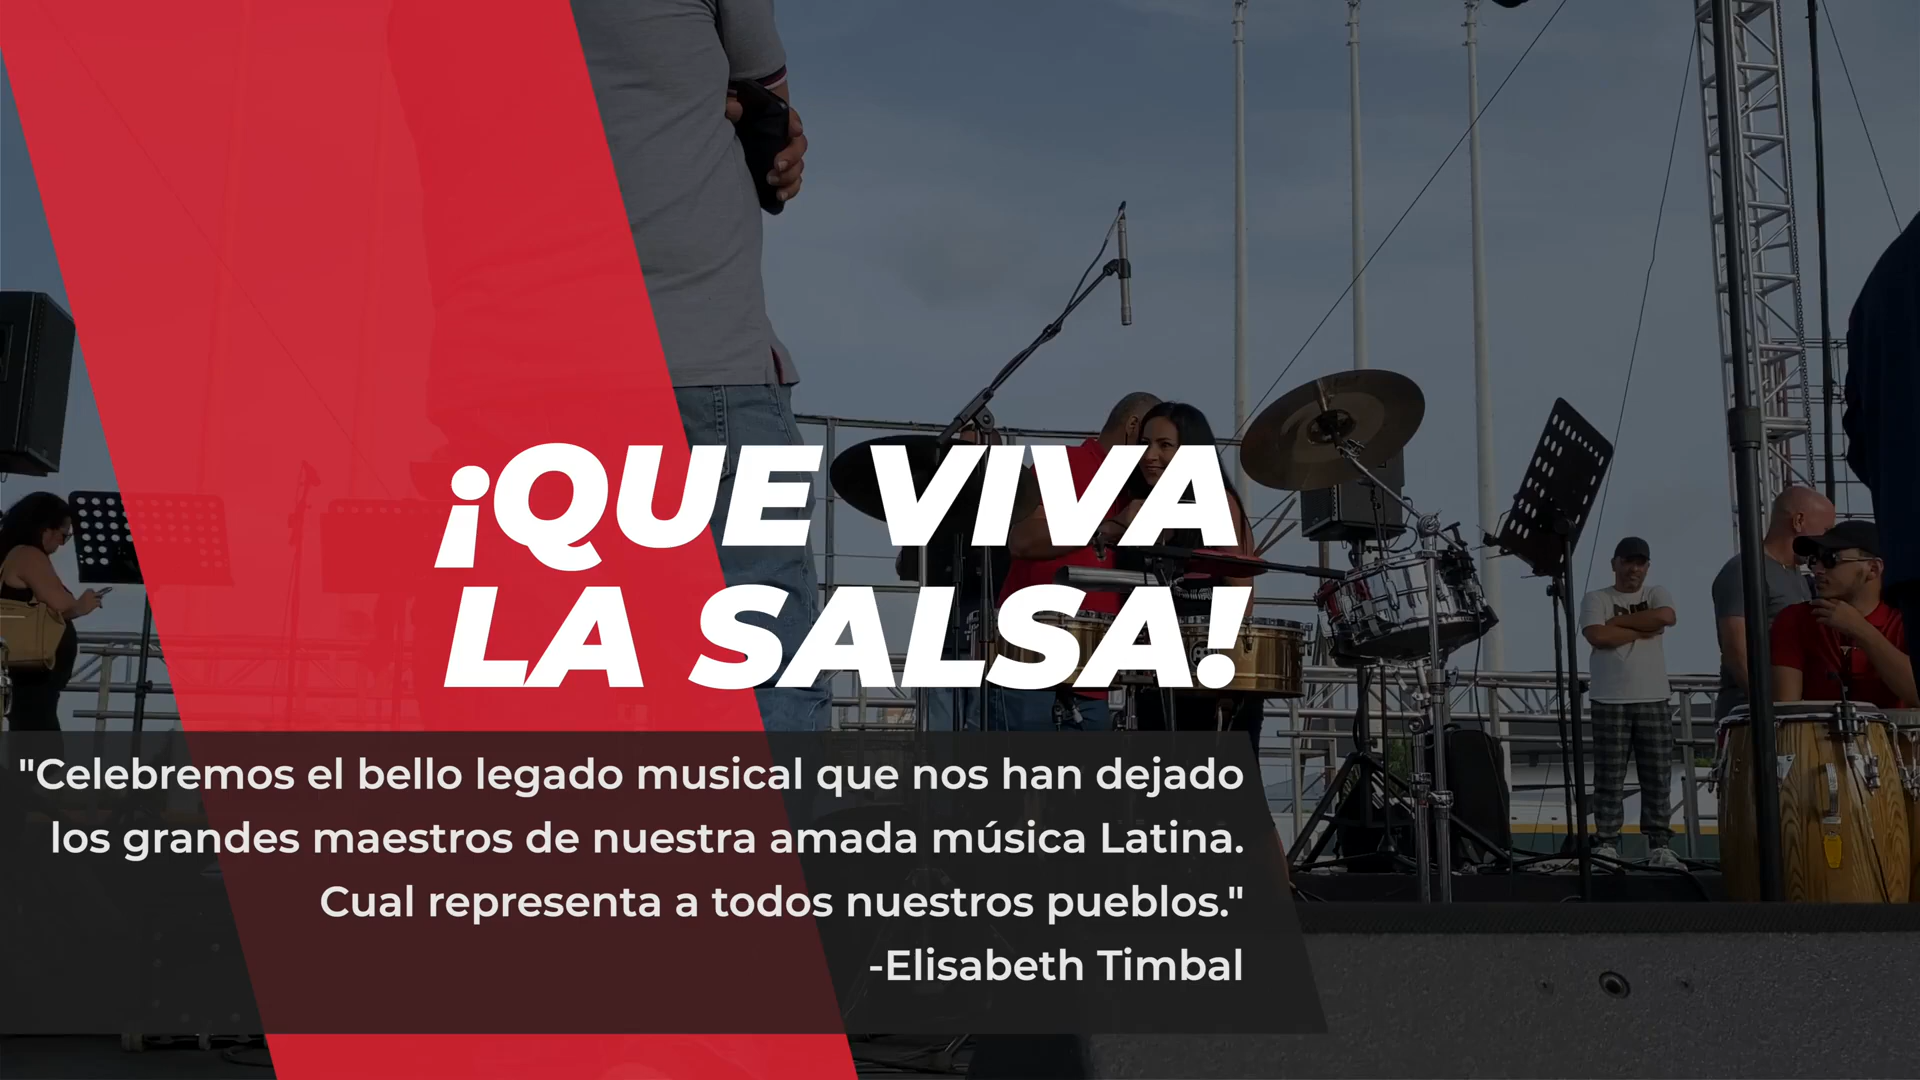 ¡QUE VIVA
LA SALSA!
"Celebremos el bello legado musical que nos han dejado
los grandes maestros de nuestra amada música Latina.
Cual representa a todos nuestros pueblos."
-Elisabeth Timbal